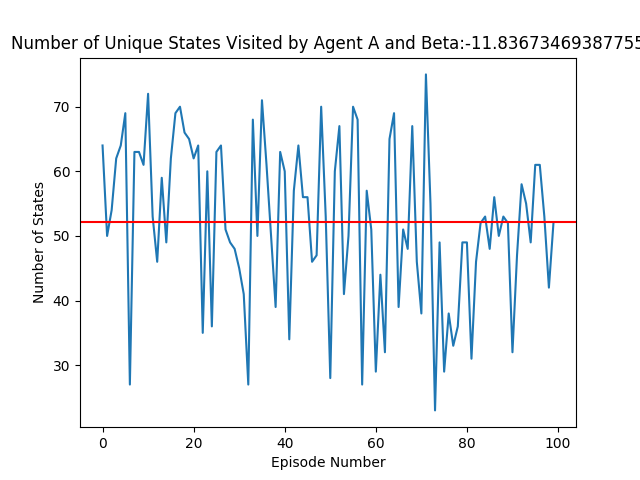 Number of Unique States Visited by Agent A and Beta:-11.83673469387755
Number of States
70
60
50
40
30
0 20 40 60 80 100
Episode Number